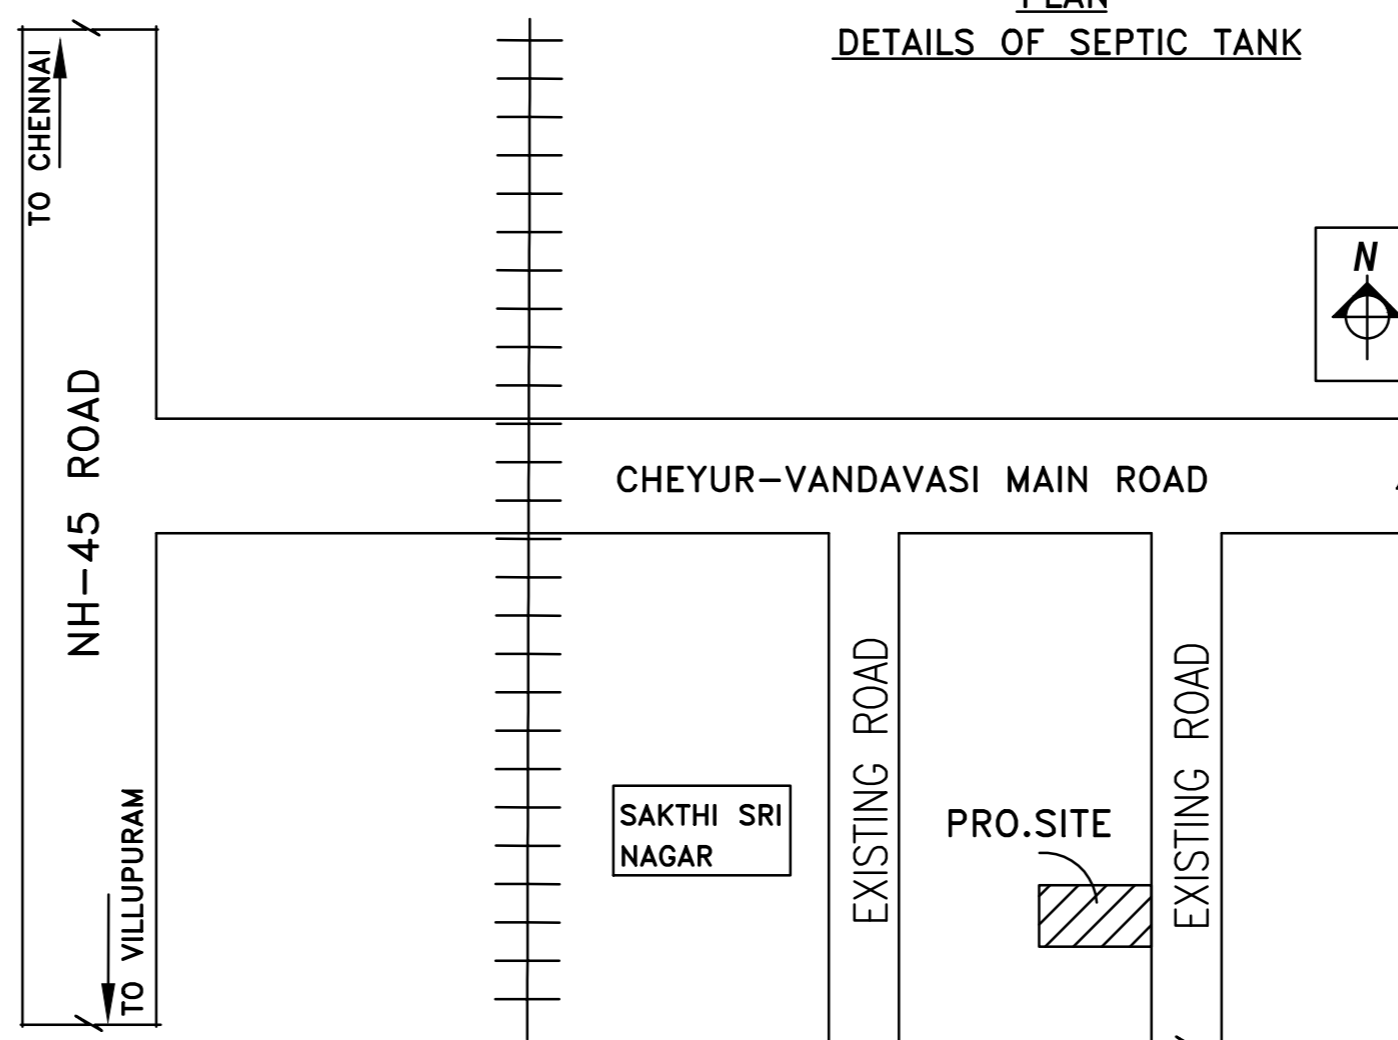 PLAN
DETAILS OF SEPTIC TANK
TO CHENNAI
N
NH-45 ROAD
CHEYUR-VANDAVASI MAIN ROAD
EXISTING ROAD
EXISTING ROAD
TO VILLUPURAM
SAKTHI SRI
NAGAR
PRO.SITE